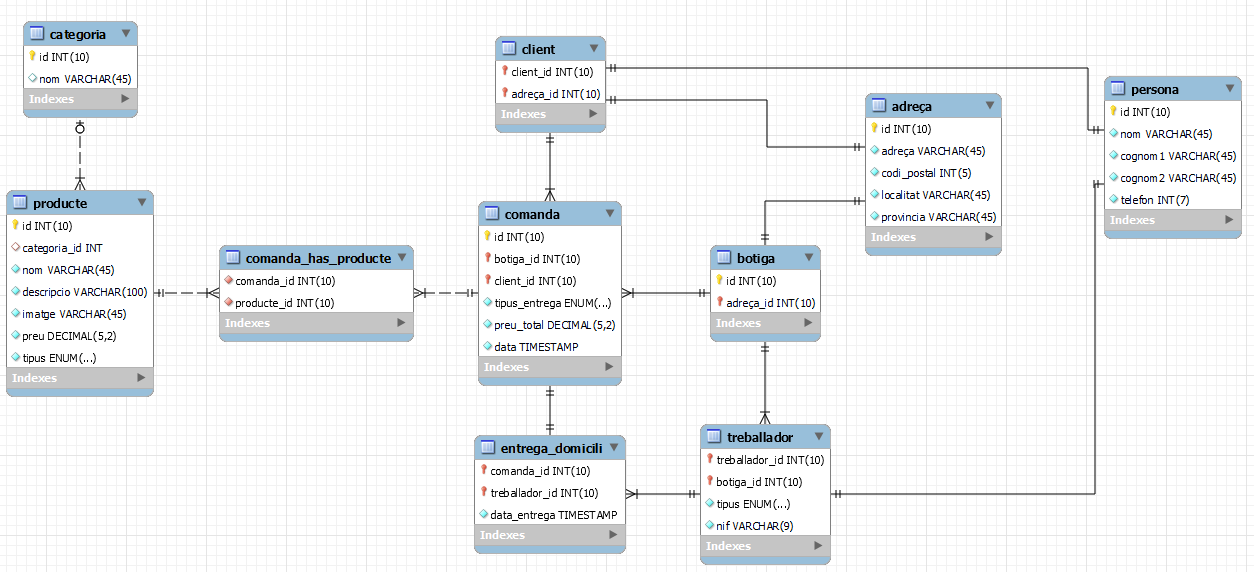 categoria
id INT(10)
nom VARCHAR(45)
Indexes
producte
id INT(10)
categoria_id INT
nom VARCHAR(45)
descripcio VARCHAR(100)
imatge VARCHAR(45)
preu DECIMAL(5,2)
tipus ENUM(...)
Indexes
comanda_has_producte
comanda_id INT(10)
producte_id INT(10)
Indexes
client
client_id INT(10)
adreça_id INT(10)
Indexes
comanda
id INT(10)
botiga_id INT(10)
client_id INT(10)
tipus_entrega ENUM(...)
preu_total DECIMAL(5,2)
data TIMESTAMP
Indexes
entrega_domicili
comanda_id INT(10)
treballador_id INT(10)
data_entrega TIMESTAMP
Indexes
adreça
id INT(10)
adreça VARCHAR(45)
codi_postal INT(5)
localitat VARCHAR(45)
provincia VARCHAR(45)
Indexes
botiga
id INT(10)
adreça_id INT(10)
Indexes
treballador
treballador_id INT(10)
botiga_id INT(10)
tipus ENUM(...)
nif VARCHAR(9)
Indexes
persona
id INT(10)
nom VARCHAR(45)
cognom1 VARCHAR(45)
cognom2 VARCHAR(45)
telefon INT(7)
Indexes